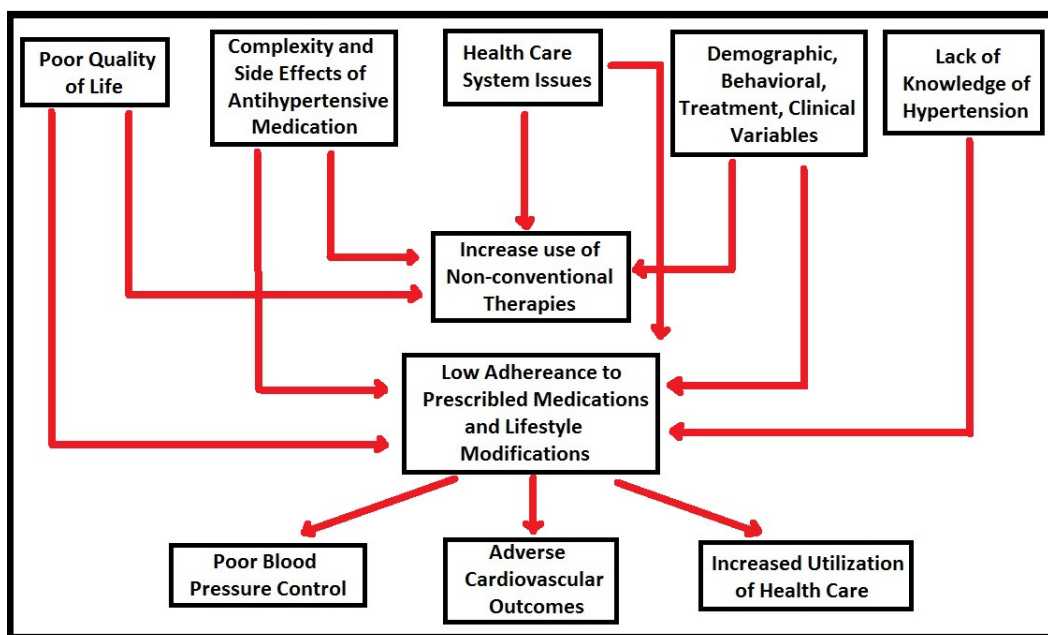 Poor Quality
of Life
Complexity and
Side Effects of
Antihypertensive
Medication
Health Care
System Issues
Demographic,
Behavioral,
Treatment, Clinical
Variables
Lack of
Knowledge of
Hypertension
Increase use of
Non-conventional
Therapies
Low Adhereance to
Prescribled Medications
and Lifestyle
Modifications
Poor Blood
Pressure Control
Adverse
Cardiovascular
Outcomes
Increased Utilization
of Health Care